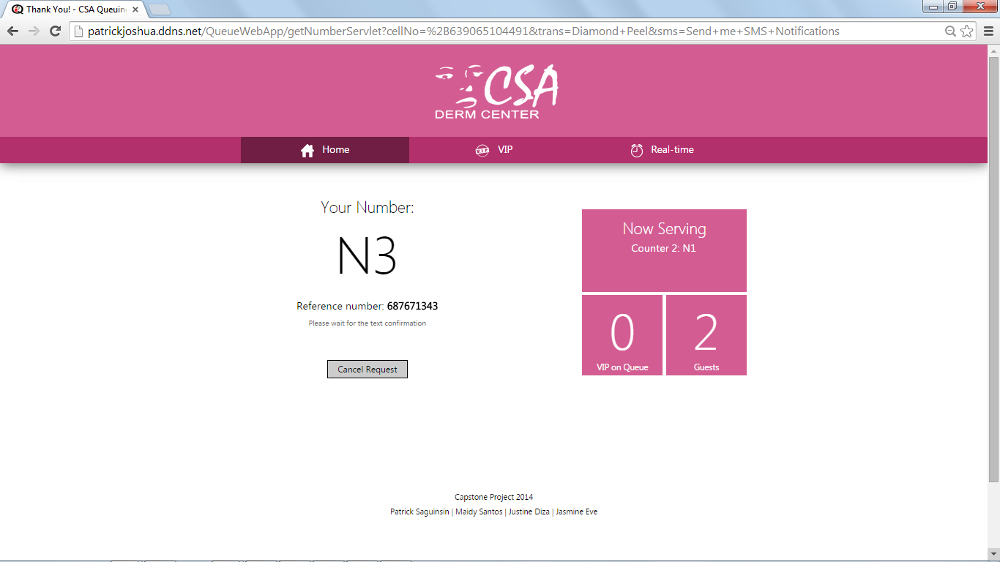 Thank You! - CSA Queuin
patrickjoshua.ddns.net/QueueWebApp/getNumberServlet?cellNo=%2B639065104491&trans=Diamond+Peel&sms=Send+me+SMS+Notifications
CSA
DERM CENTER
Home
VIP
Real-time
Your Number:
N3
Reference number: 687671343
Please wait for the text confirmation
Cancel Request
Now Serving
Counter 2: N1
0
VIP on Queue
2
Guests
Capstone Project 2014
Patrick Saguinsin | Maidy Santos | Justine Diza | Jasmine Eve